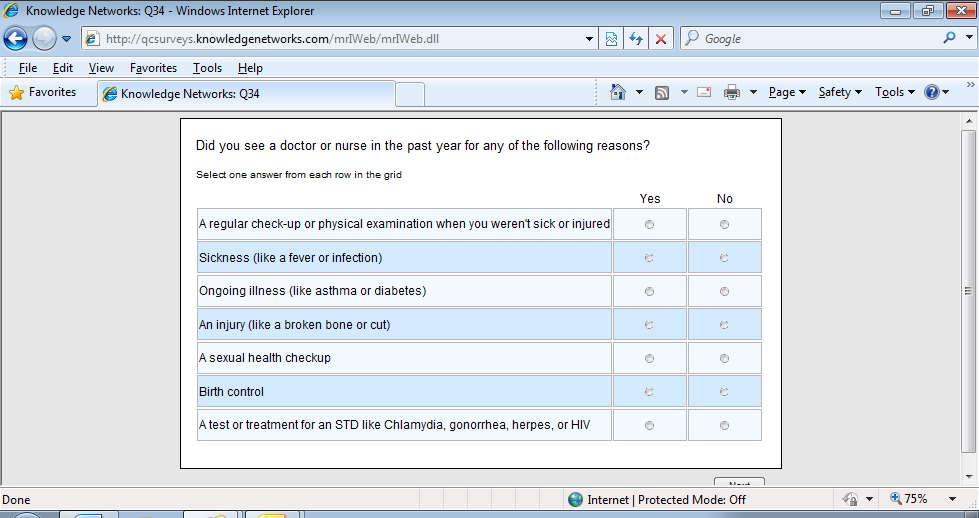 Knowledge Networks: Q34 - Windows Internet Explorer
http://qcsurveys.knowledgenetworks.com/mrIWeb/mrIWeb.dll
Google
File Edit View Favorites Tools Help
Favorites
Knowledge Networks: Q34
Page Safety Tools
Did you see a doctor or nurse in the past year for any of the following reasons?
Select one answer from each row in the grid
Yes No
A regular check-up or physical examination when you weren't sick or injured
Sickness (like a fever or infection)
Ongoing illness (like asthma or diabetes)
An injury (like a broken bone or cut)
A sexual health checkup
Birth control
A test or treatment for an STD like Chlamydia, gonorrhea, herpes, or HIV
Next
Done Internet | Protected Mode: Off 75%